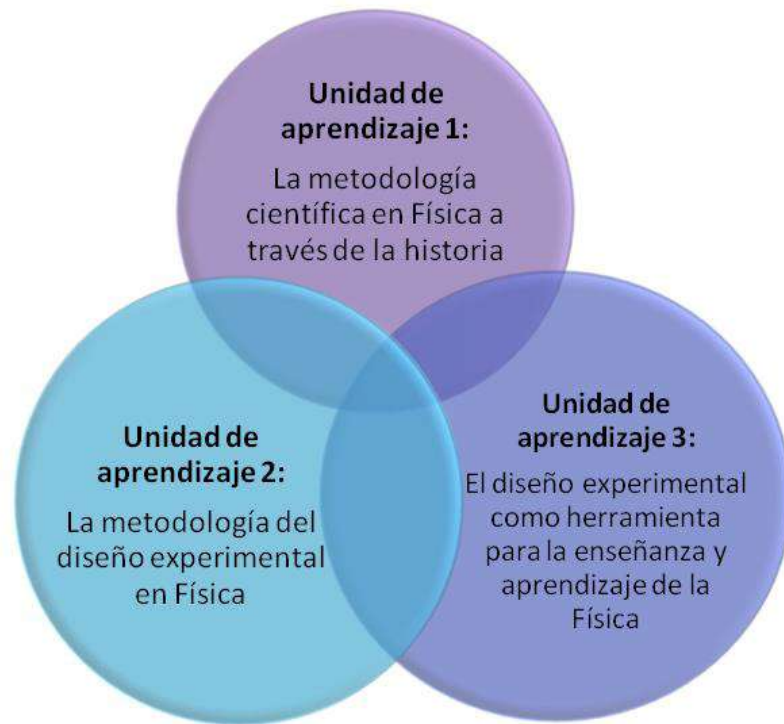 Unidad de
aprendizaje 1:
La metodología
científica en Física a
través de la historia
Unidad de
aprendizaje 2:
La metodología del
diseño experimental
en Física
Unidad de
aprendizaje 3:
El diseño experimental
como herramienta
para la enseñanza y
aprendizaje de la
Física